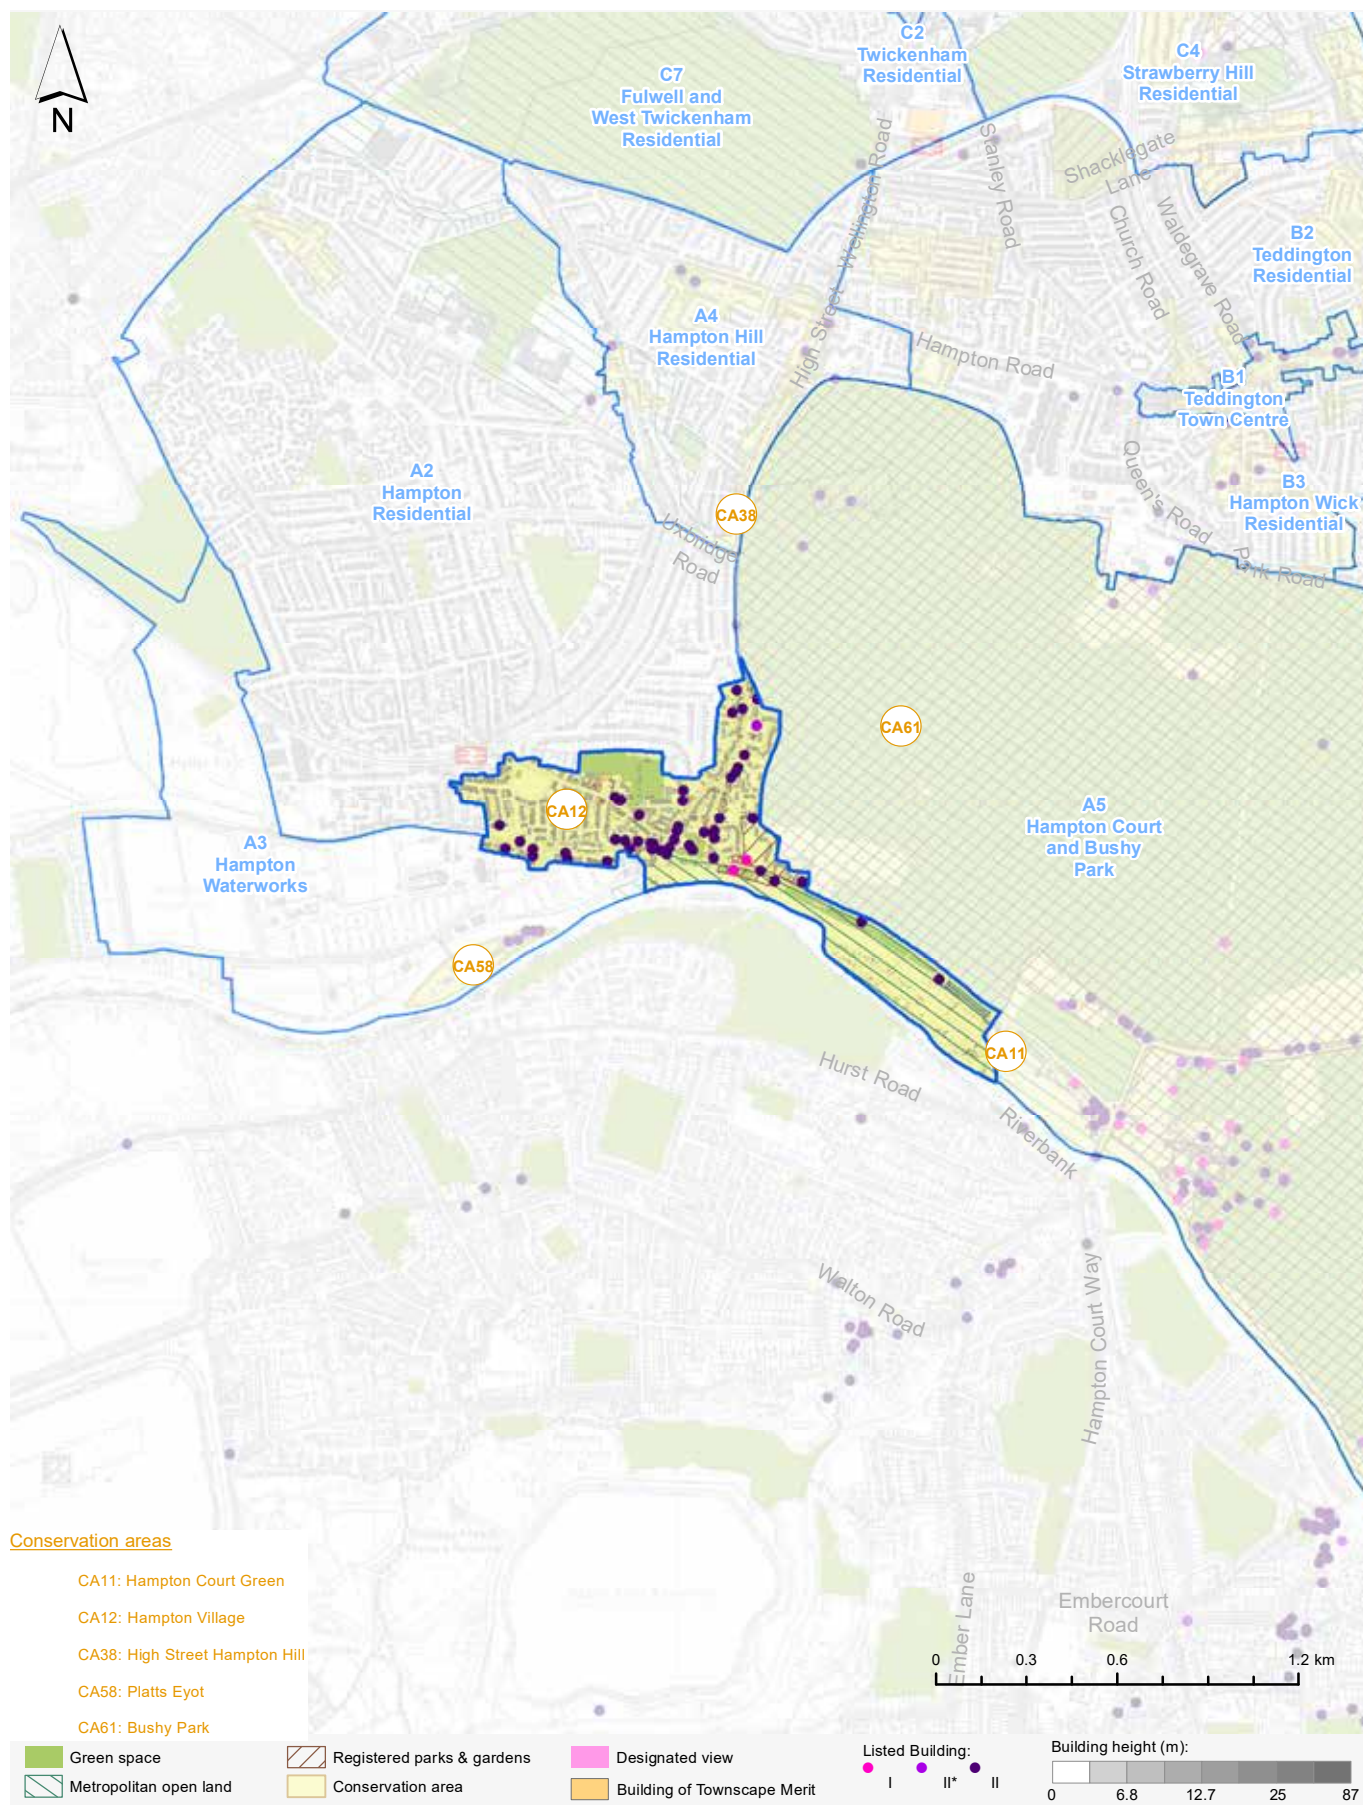 N
C2
Twickenham
Residential
C4
Strawberry Hill
Residential
C7
Fulwell and
West Twickenham
Residential
Stanley Road
Shacklegate
Lane
Church Road
Waldegrave Road
Wellington Road
High Street
B2
Teddington
Residential
A4
Hampton Hill
Residential
Hampton Road
B1
Teddington
Town Centre
Queen's Road
B3
Hampton Wick
Residential
Park Road
A2
Hampton
Residential
CA38
Uxbridge
Road
CA61
CA12
A5
Hampton Court
and Bushy
Park
A3
Hampton
Waterworks
CA58
CA11
Hurst Road
Riverbank
Walton Road
Hampton Court Way
Ember Lane
Embercourt
Road
0 0.3 0.6 1.2 km
Conservation areas
CA11: Hampton Court Green
CA12: Hampton Village
CA38: High Street Hampton Hill
CA58: Platts Eyot
CA61: Bushy Park
Green space
Metropolitan open land
Registered parks & gardens
Conservation area
Designated view
Building of Townscape Merit
Listed Building:
I II* II
Building height (m):
0 6.8 12.7 25 87